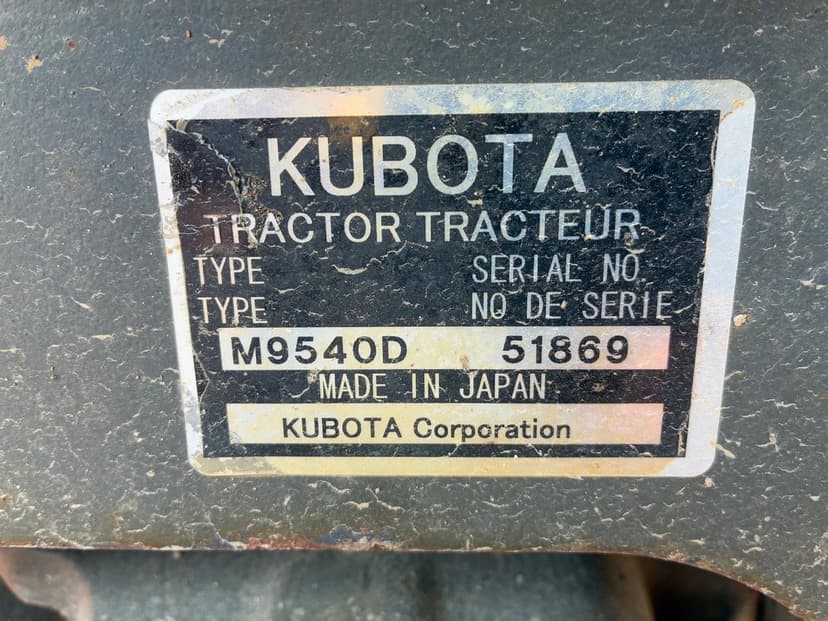 KUBOTA
TRACTOR TRACTEUR
TYPE SERIAL NO.
TYPE NO DE SERIE
M9540D 51869
MADE IN JAPAN
KUBOTA Corporation